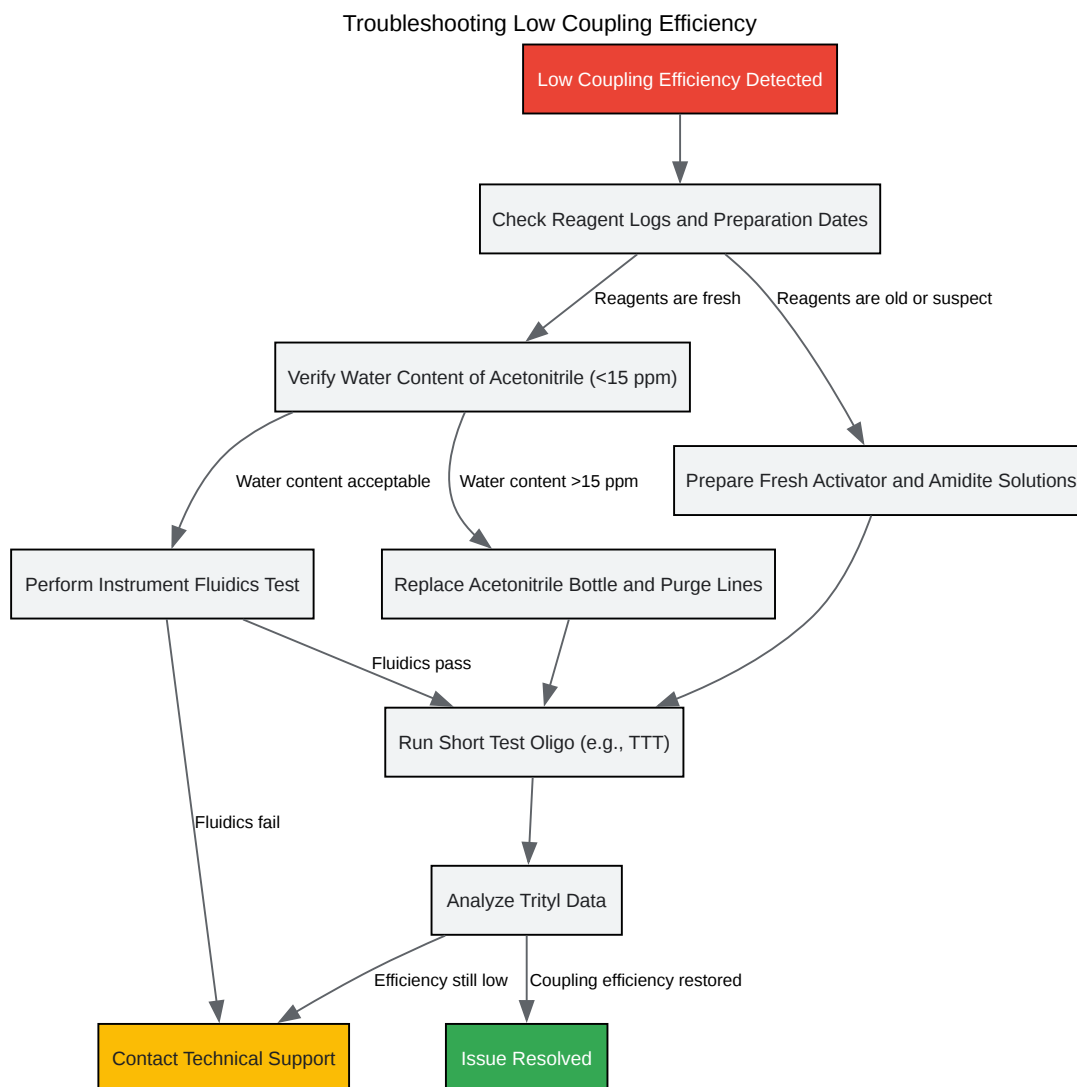 Troubleshooting Low Coupling Efficiency
Low Coupling Efficiency Detected
Check Reagent Logs and Preparation Dates
Reagents are fresh
Reagents are old or suspect
Verify Water Content of Acetonitrile (<15 ppm)
Water content acceptable
Water content >15 ppm
Prepare Fresh Activator and Amidite Solutions
Perform Instrument Fluidics Test
Replace Acetonitrile Bottle and Purge Lines
Fluidics pass
Run Short Test Oligo (e.g., TTT)
Fluidics fail
Analyze Trityl Data
Efficiency still low
Coupling efficiency restored
Contact Technical Support
Issue Resolved